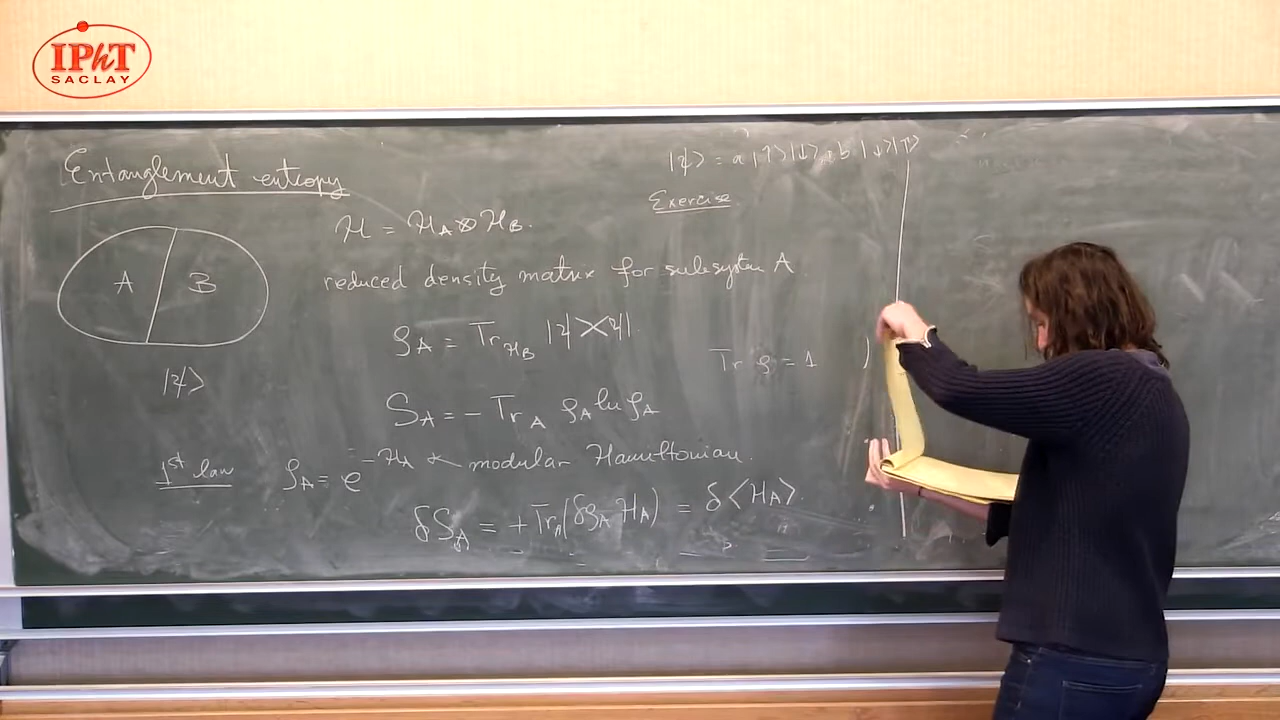 IPhT
SACLAY
Entanglement entropy
|ψ⟩ = a |↑⟩|↓⟩ + b |↓⟩|↑⟩
Exercise
H = H_A ⊗ H_B.
A B
reduced density matrix for subsystem A.
ρ_A = Tr_{H_B} |ψ⟩⟨ψ|
Tr ρ = 1
|ψ⟩
S_A = - Tr_A ρ_A ln ρ_A
1st law ρ_A = e^{-H_A} ← modular Hamiltonian.
δS_A = + Tr_A(δρ_A H_A) = δ⟨H_A⟩.